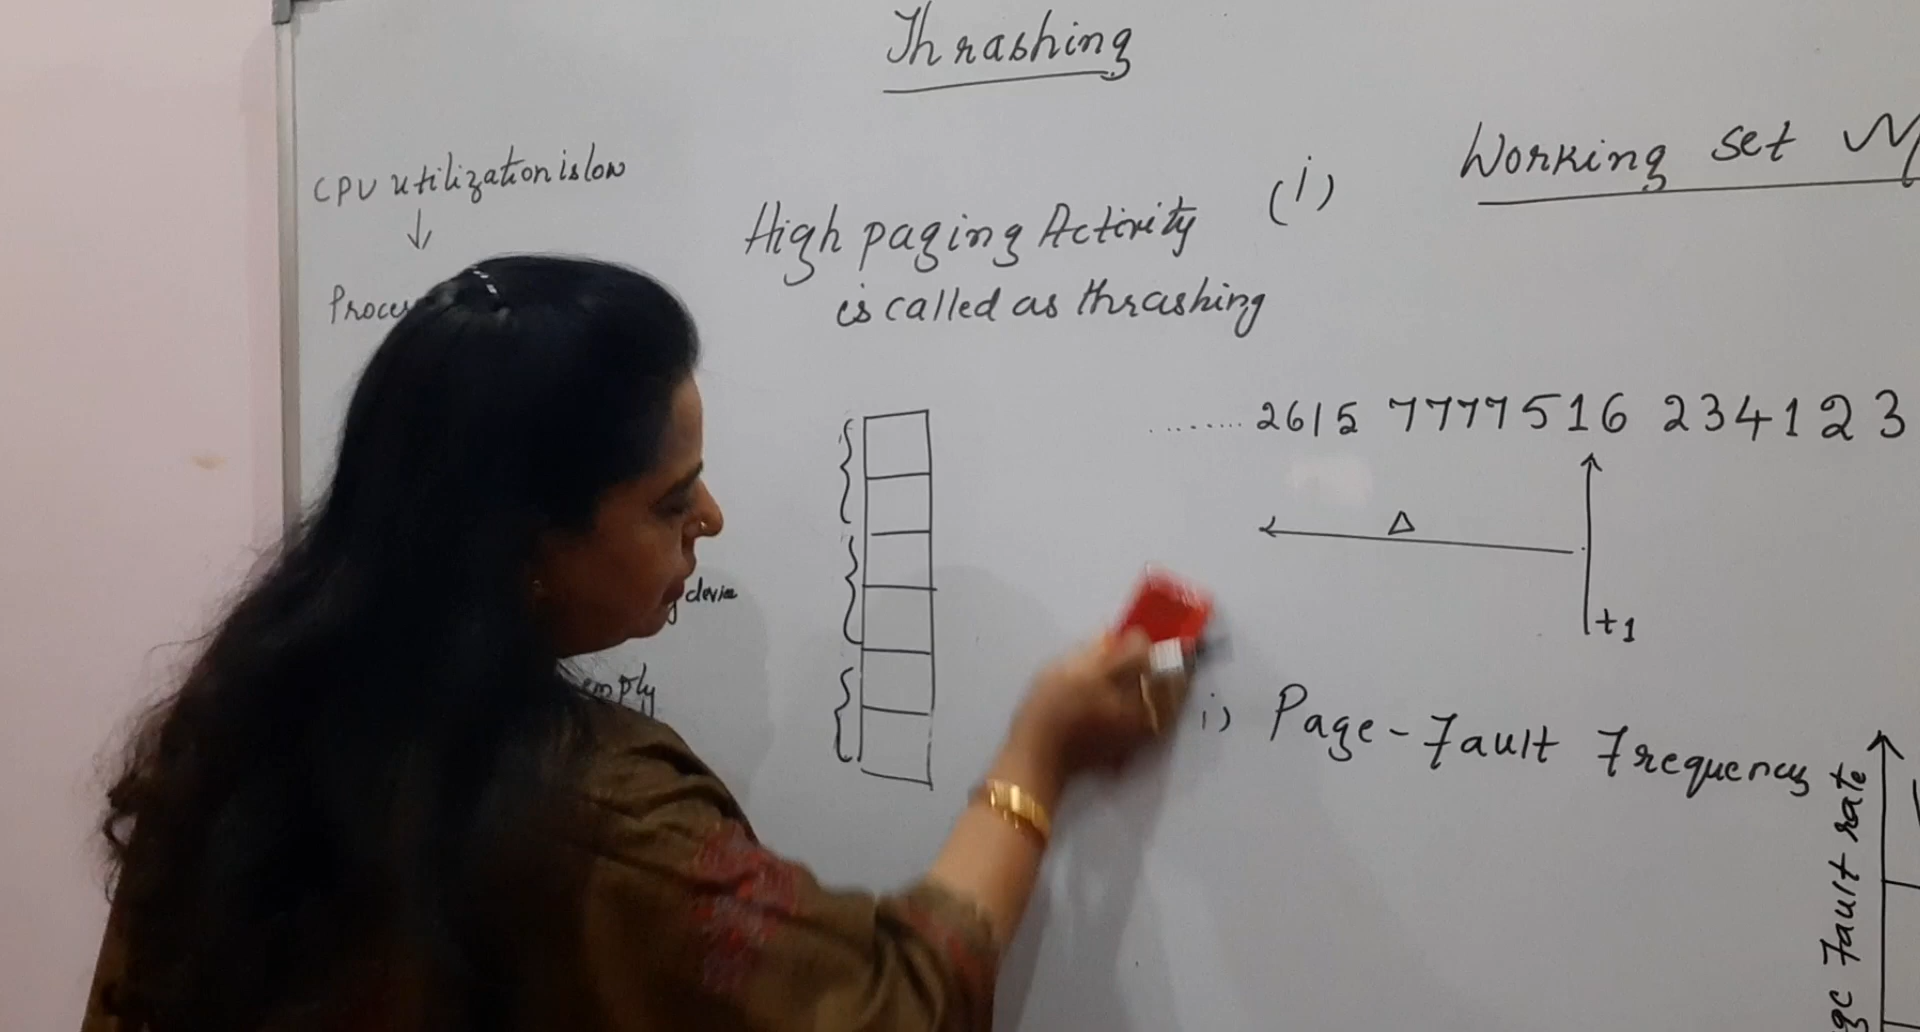 Thrashing
CPU utilization is low
↓
High paging Activity
is called as thrashing
(i) Working set
........ 2615 7777516 234123
Δ
t1
device
i) Page-Fault Frequency
Fault rate